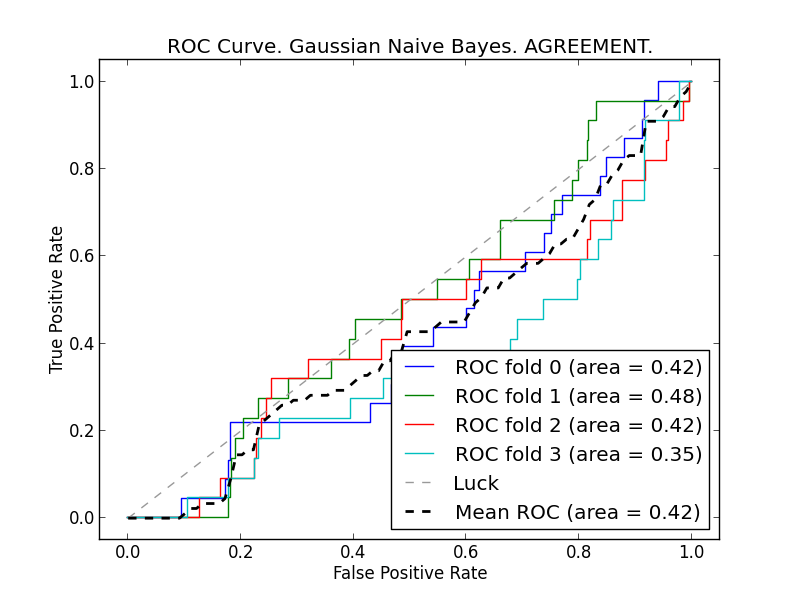 ROC Curve. Gaussian Naive Bayes. AGREEMENT.
True Positive Rate
1.0
0.8
0.6
0.4
0.2
0.0
ROC fold 0 (area = 0.42)
ROC fold 1 (area = 0.48)
ROC fold 2 (area = 0.42)
ROC fold 3 (area = 0.35)
Luck
Mean ROC (area = 0.42)
0.0 0.2 0.4 0.6 0.8 1.0
False Positive Rate